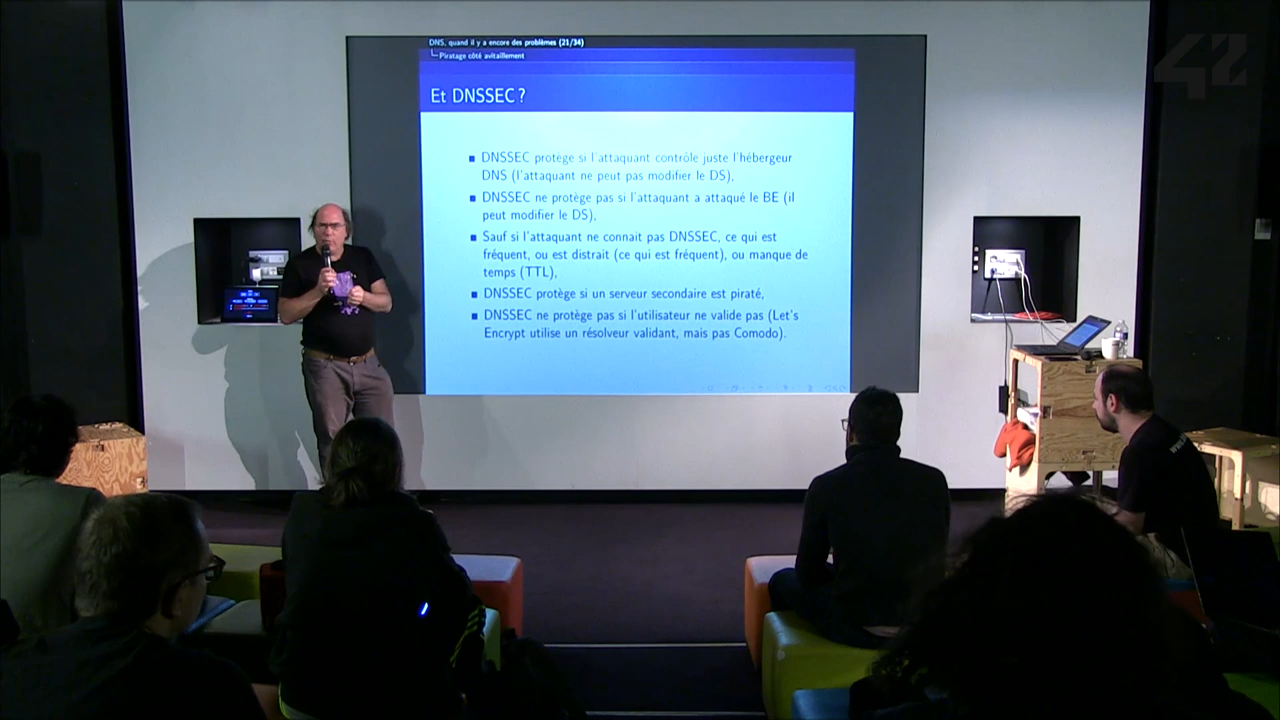 42
DNS, quand il y a encore des problèmes (21/34)
Piratage côté avitaillement
Et DNSSEC ?
DNSSEC protège si l'attaquant contrôle juste l'hébergeur
DNS (l'attaquant ne peut pas modifier le DS),
DNSSEC ne protège pas si l'attaquant a attaqué le BE (il
peut modifier le DS),
Sauf si l'attaquant ne connait pas DNSSEC, ce qui est
fréquent, ou est distrait (ce qui est fréquent), ou manque de
temps (TTL),
DNSSEC protège si un serveur secondaire est piraté,
DNSSEC ne protège pas si l'utilisateur ne valide pas (Let's
Encrypt utilise un résolveur validant, mais pas Comodo).